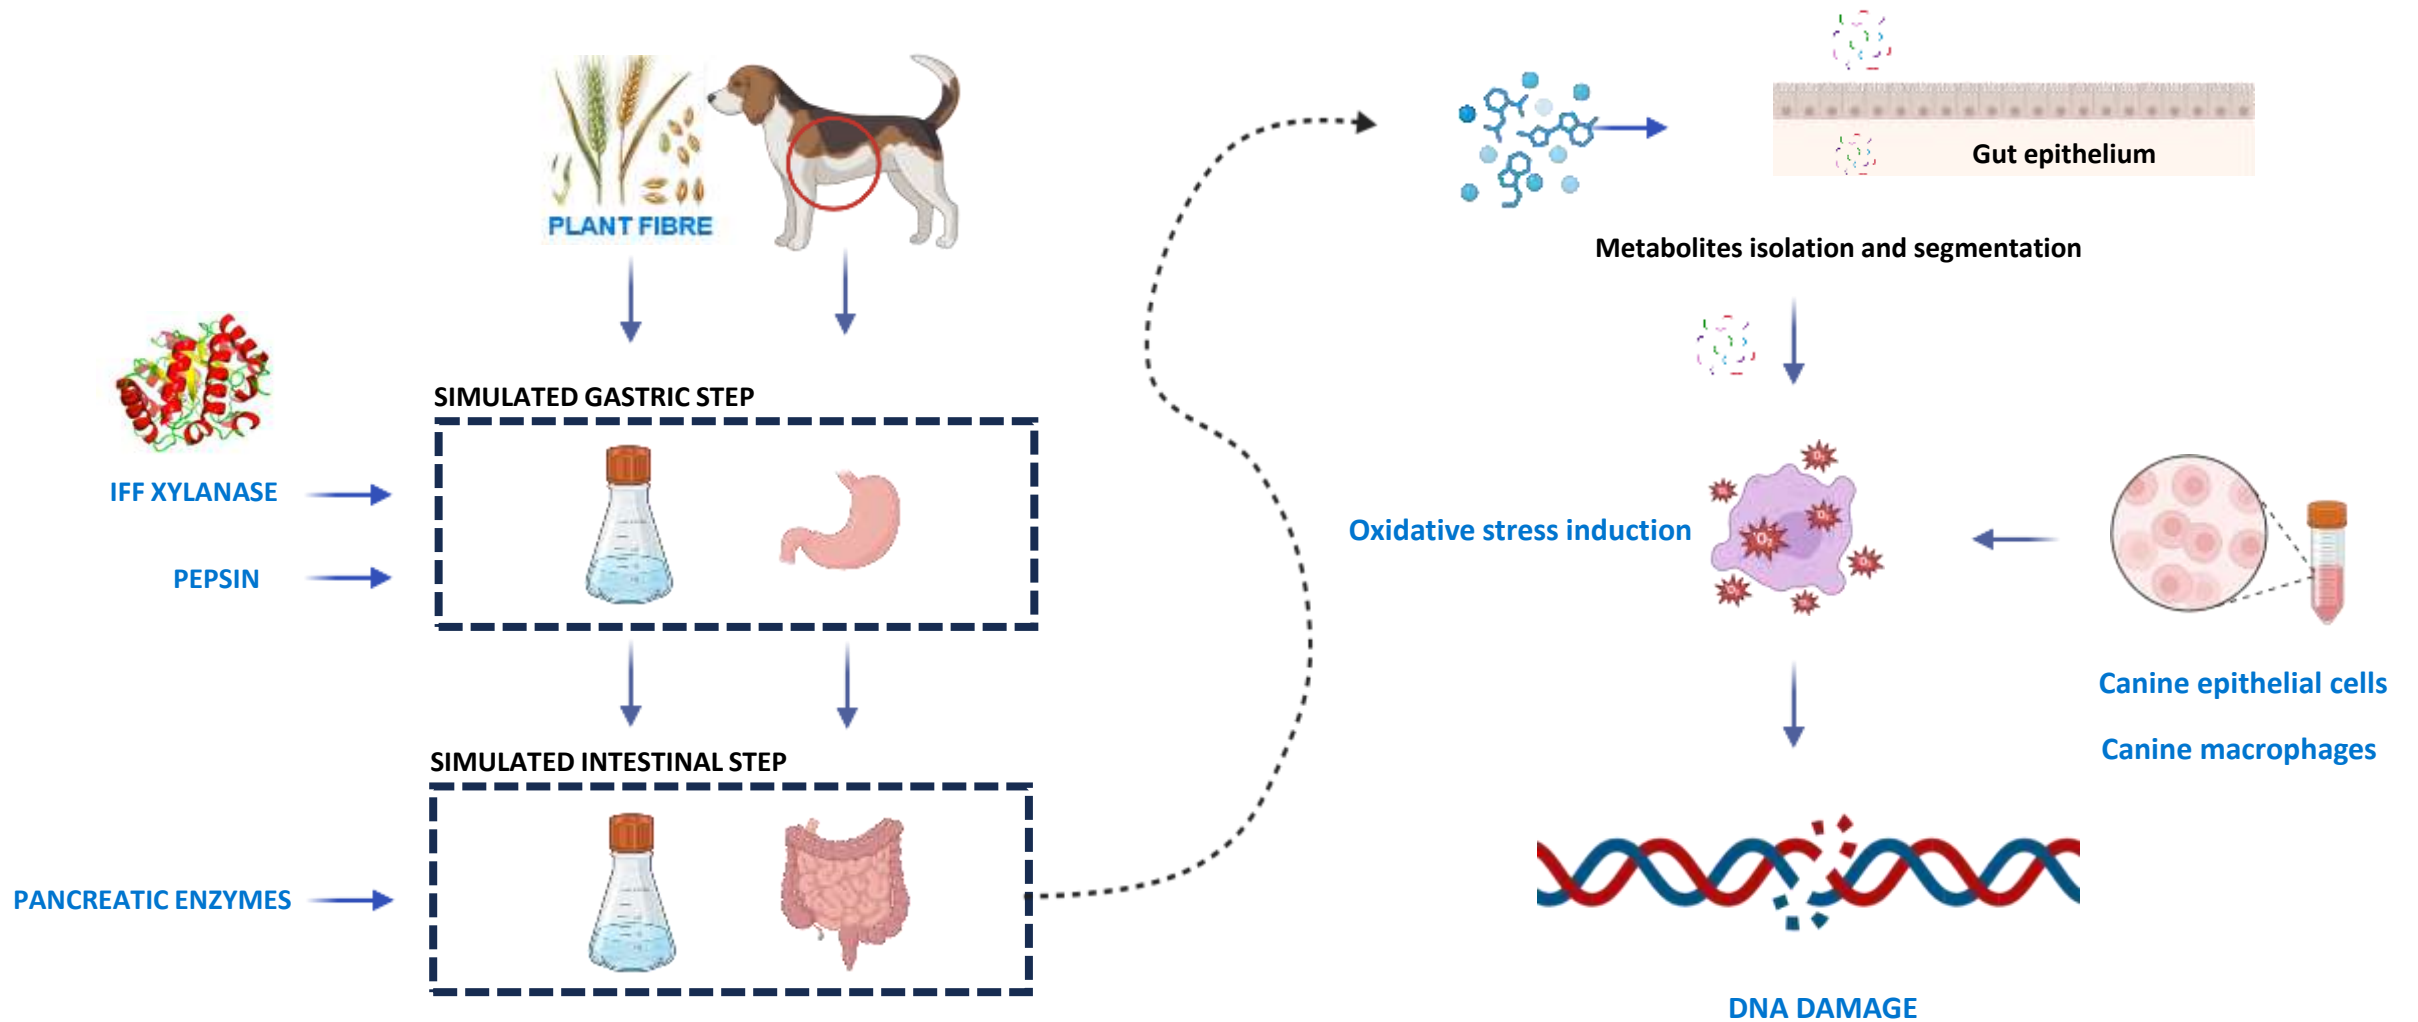 PLANT FIBRE
SIMULATED GASTRIC STEP
IFF XYLANASE
PEPSIN
SIMULATED INTESTINAL STEP
PANCREATIC ENZYMES
Gut epithelium
Metabolites isolation and segmentation
Oxidative stress induction
Canine epithelial cells
Canine macrophages
DNA DAMAGE